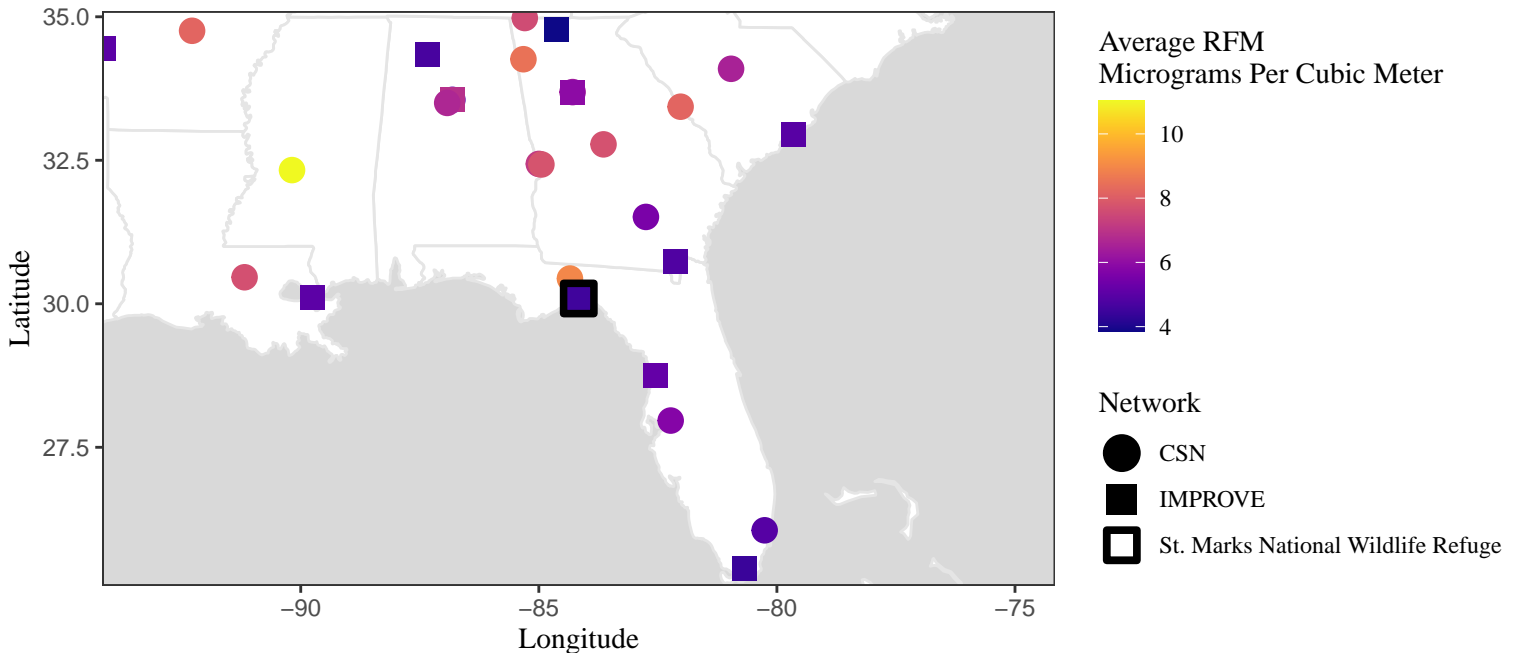 35.0
32.5
30.0
27.5
Latitude
−90
−85
−80
−75
Longitude
Average RFM
Micrograms Per Cubic Meter
10
8
6
4
Network
CSN
IMPROVE
St. Marks National Wildlife Refuge